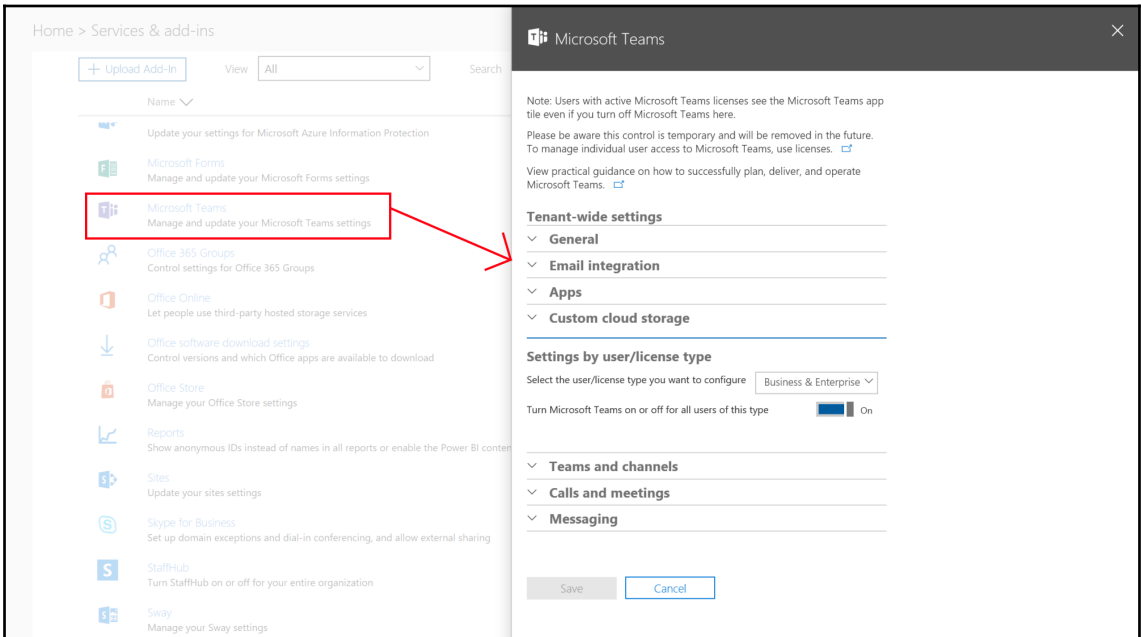 Home > Services & add-ins
+ Upload Add-In View All Search
Name
Update your settings for Microsoft Azure Information Protection
Microsoft Forms
Manage and update your Microsoft Forms settings
Microsoft Teams
Manage and update your Microsoft Teams settings
Office 365 Groups
Control settings for Office 365 Groups
Office Online
Let people use third-party hosted storage services
Office software download settings
Control versions and which Office apps are available to download
Office Store
Manage your Office Store settings
Reports
Show anonymous IDs instead of names in all reports or enable the Power BI conten
Sites
Update your sites settings
Skype for Business
Set up domain exceptions and dial-in conferencing, and allow external sharing
StaffHub
Turn StaffHub on or off for your entire organization
Sway
Manage your Sway settings
Microsoft Teams
Note: Users with active Microsoft Teams licenses see the Microsoft Teams app
tile even if you turn off Microsoft Teams here.
Please be aware this control is temporary and will be removed in the future.
To manage individual user access to Microsoft Teams, use licenses.
View practical guidance on how to successfully plan, deliver, and operate
Microsoft Teams.
Tenant-wide settings
General
Email integration
Apps
Custom cloud storage
Settings by user/license type
Select the user/license type you want to configure Business & Enterprise
Turn Microsoft Teams on or off for all users of this type On
Teams and channels
Calls and meetings
Messaging
Save Cancel